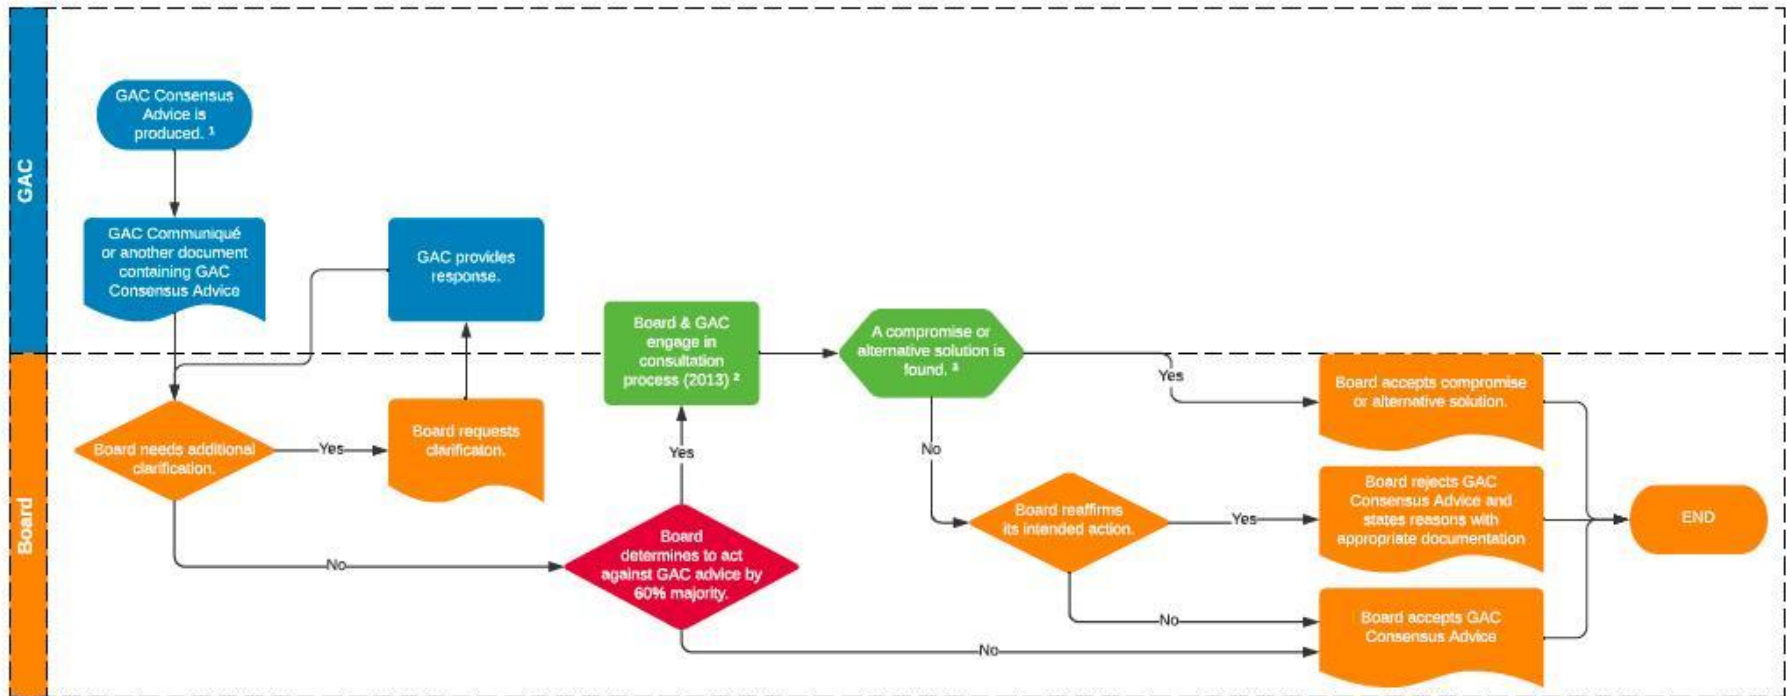 GAC
GAC Consensus
Advice is
produced. ¹
GAC Communiqué
or another document
containing GAC
Consensus Advice
GAC provides
response.
Board & GAC
engage in
consultation
process (2013) ²
A compromise or
alternative solution is
found. ³
Yes
Board accepts compromise
or alternative solution.
Board
Board needs additional
clarification.
Yes
Board requests
clarificaiton.
Yes
No
Board reaffirms
its intended action.
Yes
Board rejects GAC
Consensus Advice and
states reasons with
appropriate documentation
END
No
Board
determines to act
against GAC advice by
60% majority.
No
No
Board accepts GAC
Consensus Advice